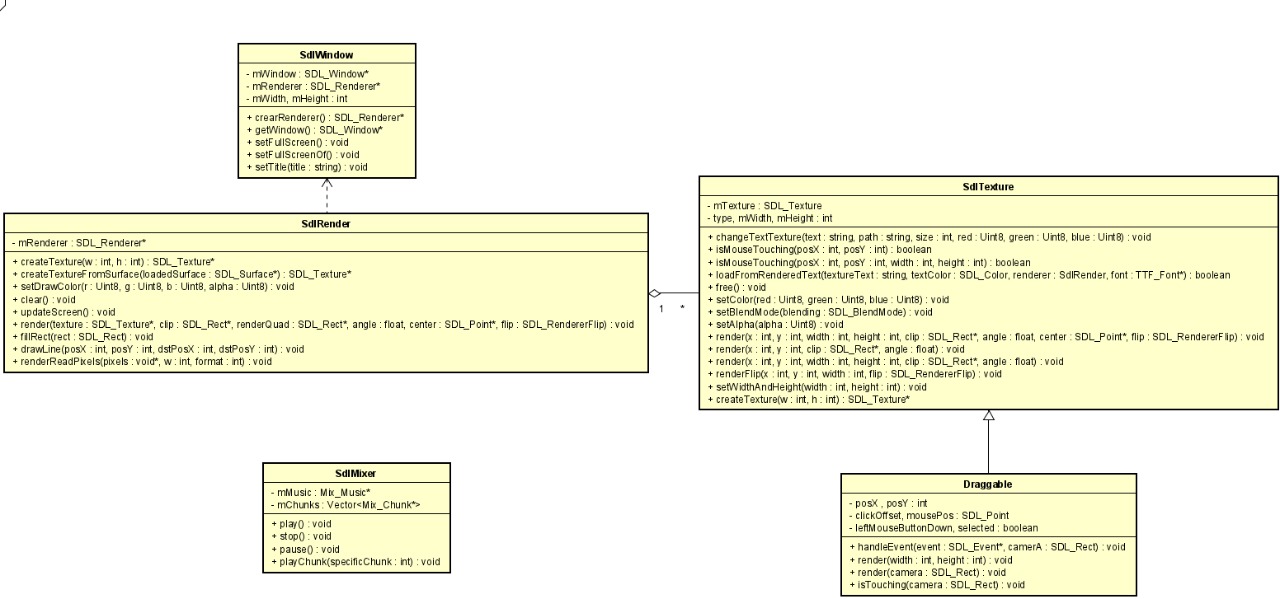 SdlWindow
- mWindow : SDL_Window*
- mRenderer : SDL_Renderer*
- mWidth, mHeight : int
+ crearRenderer() : SDL_Renderer*
+ getWindow() : SDL_Window*
+ setFullScreen() : void
+ setFullScreenOf() : void
+ setTitle(title : string) : void
SdlRender
- mRenderer : SDL_Renderer*
+ createTexture(w : int, h : int) : SDL_Texture*
+ createTextureFromSurface(loadedSurface : SDL_Surface*) : SDL_Texture*
+ setDrawColor(r : Uint8, g : Uint8, b : Uint8, alpha : Uint8) : void
+ clear() : void
+ updateScreen() : void
+ render(texture : SDL_Texture*, clip : SDL_Rect*, renderQuad : SDL_Rect*, angle : float, center : SDL_Point*, flip : SDL_RendererFlip) : void
+ fillRect(rect : SDL_Rect) : void
+ drawLine(posX : int, posY : int, dstPosX : int, dstPosY : int) : void
+ renderReadPixels(pixels : void*, w : int, format : int) : void
1 *
SdlTexture
- mTexture : SDL_Texture
- type, mWidth, mHeight : int
+ changeTextTexture(text : string, path : string, size : int, red : Uint8, green : Uint8, blue : Uint8) : void
+ isMouseTouching(posX : int, posY : int) : boolean
+ isMouseTouching(posX : int, posY : int, width : int, height : int) : boolean
+ loadFromRenderedText(textureText : string, textColor : SDL_Color, renderer : SdlRender, font : TTF_Font*) : boolean
+ free() : void
+ setColor(red : Uint8, green : Uint8, blue : Uint8) : void
+ setBlendMode(blending : SDL_BlendMode) : void
+ setAlpha(alpha : Uint8) : void
+ render(x : int, y : int, width : int, height : int, clip : SDL_Rect*, angle : float, center : SDL_Point*, flip : SDL_RendererFlip) : void
+ render(x : int, y : int, clip : SDL_Rect*, angle : float) : void
+ render(x : int, y : int, width : int, height : int, clip : SDL_Rect*, angle : float) : void
+ renderFlip(x : int, y : int, width : int, flip : SDL_RendererFlip) : void
+ setWidthAndHeight(width : int, height : int) : void
+ createTexture(w : int, h : int) : SDL_Texture*
SdlMixer
- mMusic : Mix_Music*
- mChunks : Vector<Mix_Chunk*>
+ play() : void
+ stop() : void
+ pause() : void
+ playChunk(specificChunk : int) : void
Draggable
- posX , posY : int
- clickOffset, mousePos : SDL_Point
- leftMouseButtonDown, selected : boolean
+ handleEvent(event : SDL_Event*, camerA : SDL_Rect) : void
+ render(width : int, height : int) : void
+ render(camera : SDL_Rect) : void
+ isTouching(camera : SDL_Rect) : void